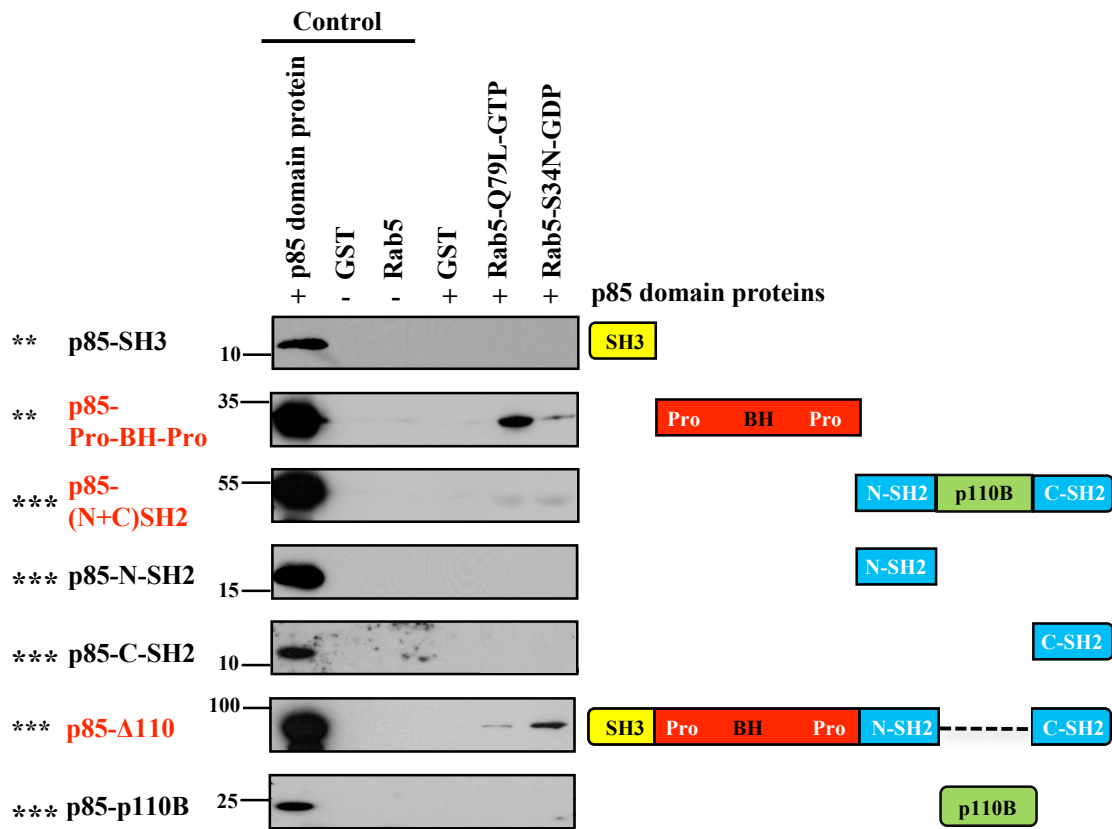 Control
p85 domain protein
GST
Rab5
GST
Rab5-Q79L-GTP
Rab5-S34N-GDP
+ - - + + + p85 domain proteins
** p85-SH3
10
SH3
** p85-
Pro-BH-Pro
35
Pro BH Pro
*** p85-
(N+C)SH2
55
N-SH2 p110B C-SH2
*** p85-N-SH2
15
N-SH2
*** p85-C-SH2
10
C-SH2
*** p85-Δ110
100
SH3 Pro BH Pro N-SH2 C-SH2
*** p85-p110B
25
p110B